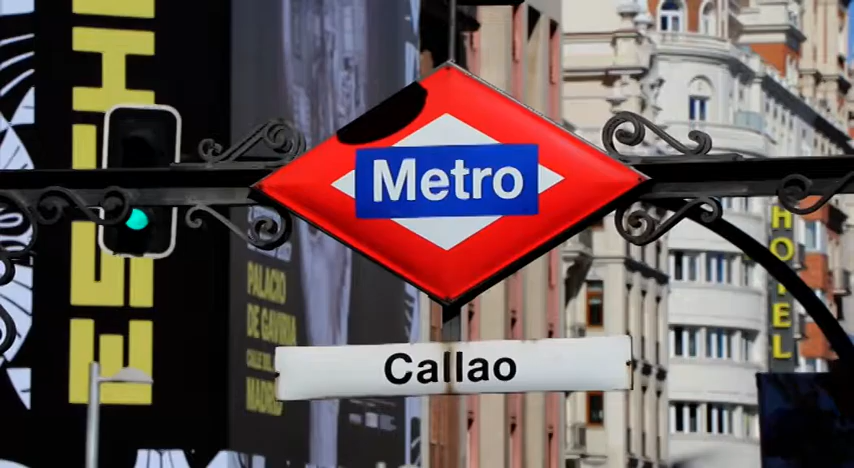 Metro
Callao
PALACIO
DE GAVIRIA
MADRID
HOTEL